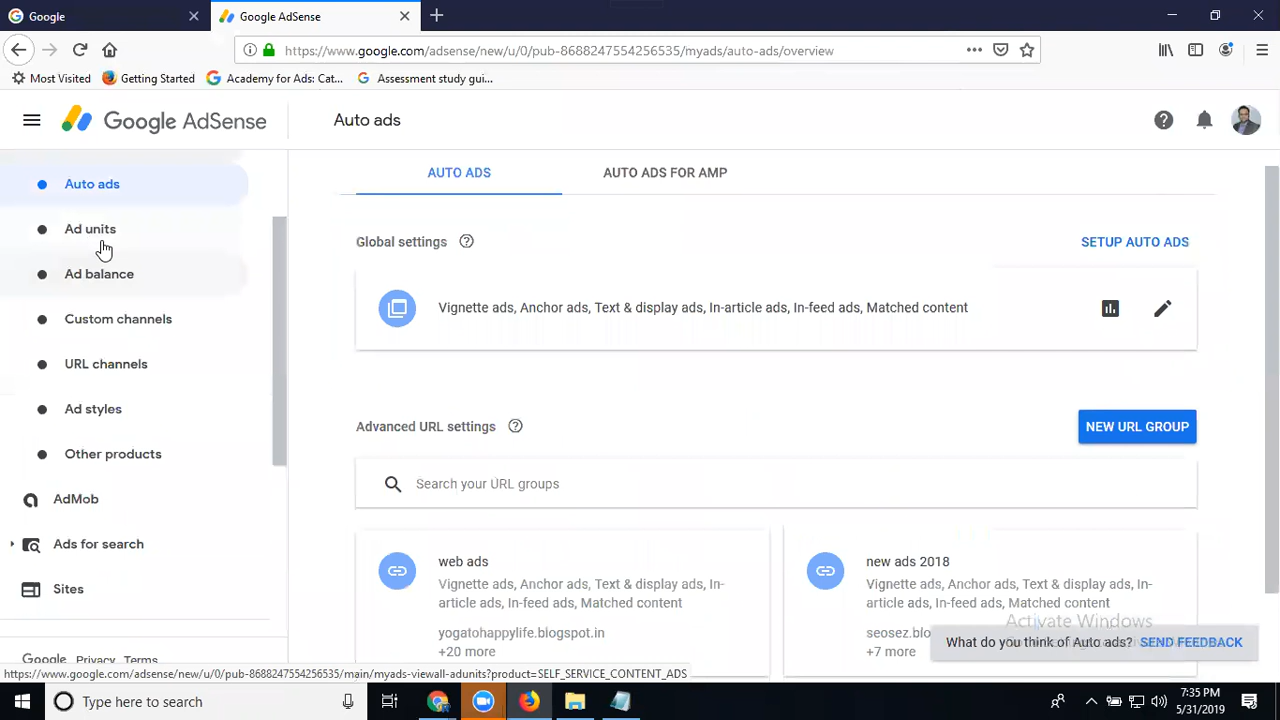 Google
Google AdSense
https://www.google.com/adsense/new/u/0/pub-8688247554256535/myads/auto-ads/overview
Most Visited
Getting Started
Academy for Ads: Cat...
Assessment study gui...
Google AdSense
Auto ads
Auto ads
Ad units
Ad balance
Custom channels
URL channels
Ad styles
Other products
AdMob
Ads for search
Sites
Google Privacy Terms
AUTO ADS
AUTO ADS FOR AMP
Global settings
SETUP AUTO ADS
Vignette ads, Anchor ads, Text & display ads, In-article ads, In-feed ads, Matched content
Advanced URL settings
NEW URL GROUP
Search your URL groups
web ads
Vignette ads, Anchor ads, Text & display ads, In-
article ads, In-feed ads, Matched content
yogatohappylife.blogspot.in
+20 more
new ads 2018
Vignette ads, Anchor ads, Text & display ads, In-
article ads, In-feed ads, Matched content
seosez.blo
+7 more
Activate Windows
What do you think of Auto ads? SEND FEEDBACK
https://www.google.com/adsense/new/u/0/pub-8688247554256535/main/myads-viewall-adunits?product=SELF_SERVICE_CONTENT_ADS
Type here to search
7:35 PM
5/31/2019